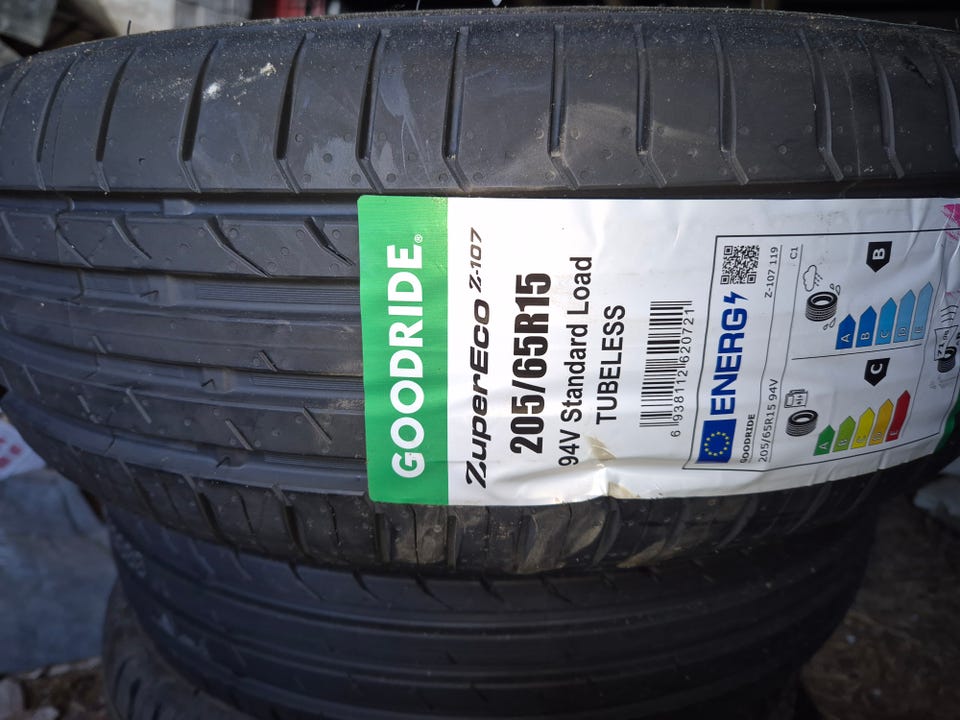 GOODRIDE®
ZuperEco Z-107
205/65R15
94V Standard Load
TUBELESS
6 938112 620721
ENERG
GOODRIDE
205/65R15 94V
Z-107 119
C1
C
A
B
C
D
E
B
A
B
C
D
E